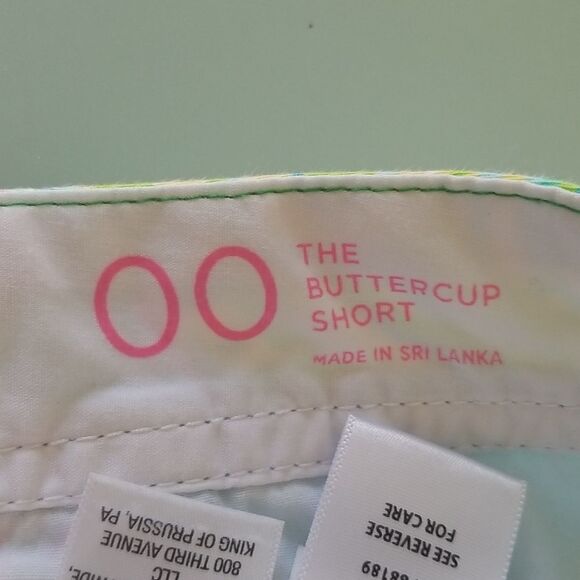 00
THE
BUTTERCUP
SHORT
MADE IN SRI LANKA
LLC
800 THIRD AVENUE
KING OF PRUSSIA, PA
8189
SEE REVERSE
FOR CARE